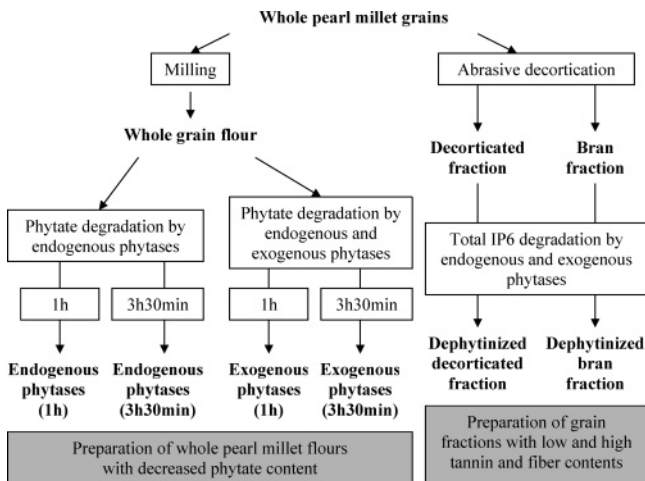 Whole pearl millet grains
Milling
Abrasive decortication
Whole grain flour
Decorticated
fraction
Bran
fraction
Phytate degradation by
endogenous phytases
Phytate degradation by
endogenous and
exogenous phytases
Total IP6 degradation by
endogenous and exogenous
phytases
1h
3h30min
1h
3h30min
Endogenous
phytases
(1h)
Endogenous
phytases
(3h30min)
Exogenous
phytases
(1h)
Exogenous
phytases
(3h30min)
Dephytinized
decorticated
fraction
Dephytinized
bran
fraction
Preparation of whole pearl millet flours
with decreased phytate content
Preparation of grain
fractions with low and high
tannin and fiber contents